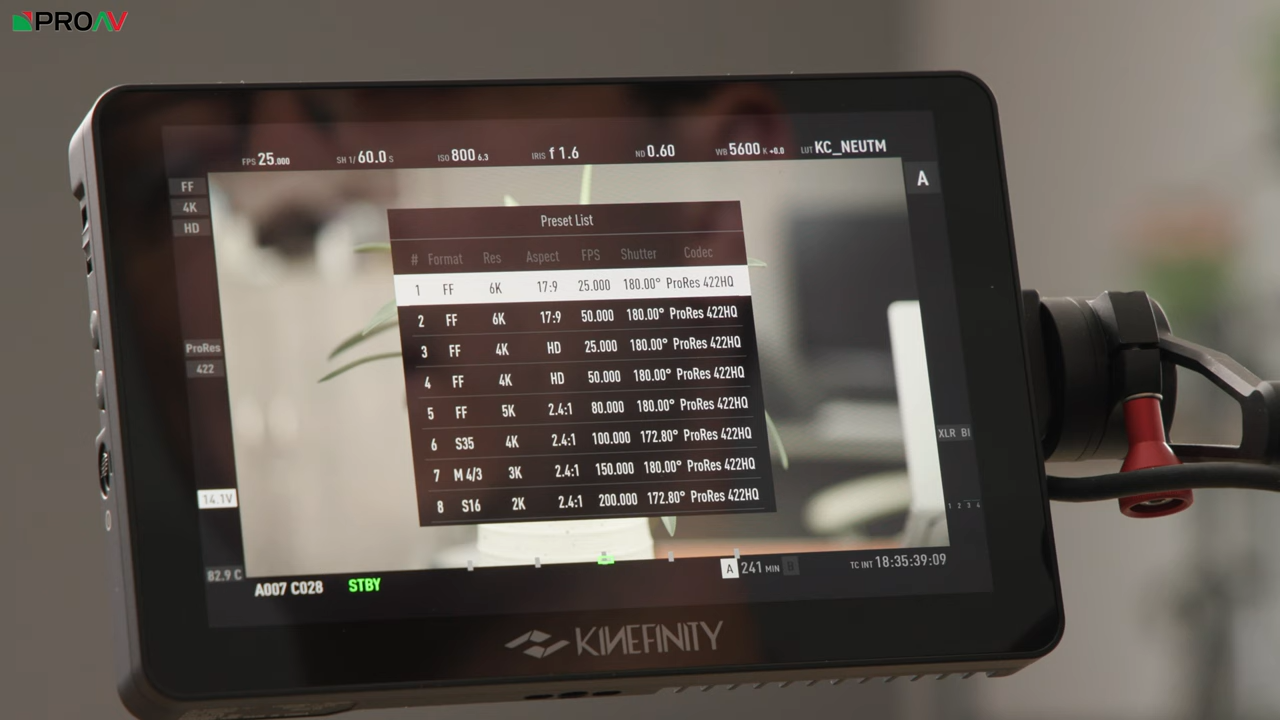 PROAV
FPS 25.000 SH 1/60.0 S ISO 800 6.3 IRIS f 1.6 ND 0.60 WB 5600 K +0.0 LUT KC_NEUTM
FF
4K
HD
A
Preset List
# Format Res Aspect FPS Shutter Codec
1 FF 6K 17:9 25.000 180.00° ProRes 422HQ
2 FF 6K 17:9 50.000 180.00° ProRes 422HQ
3 FF 4K HD 25.000 180.00° ProRes 422HQ
4 FF 4K HD 50.000 180.00° ProRes 422HQ
5 FF 5K 2.4:1 80.000 180.00° ProRes 422HQ
6 S35 4K 2.4:1 100.000 172.80° ProRes 422HQ
7 M 4/3 3K 2.4:1 150.000 180.00° ProRes 422HQ
8 S16 2K 2.4:1 200.000 172.80° ProRes 422HQ
ProRes
422
XLR BI
14.1V
1 2 3 4
82.9 C
A007 C028 STBY
A 241 MIN B TC INT 18:35:39:09
KINEFINITY